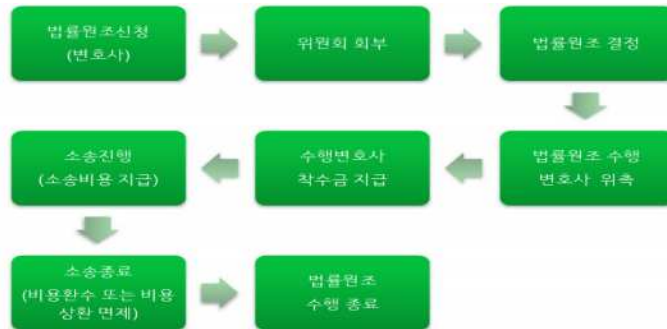 법률원조신청
(변호사)
위원회 회부
법률원조 결정
법률원조 수행
변호사 위촉
수행변호사
착수금 지급
소송진행
(소송비용 지급)
소송종료
(비용환수 또는 비용
상환 면제)
법률원조
수행 종료